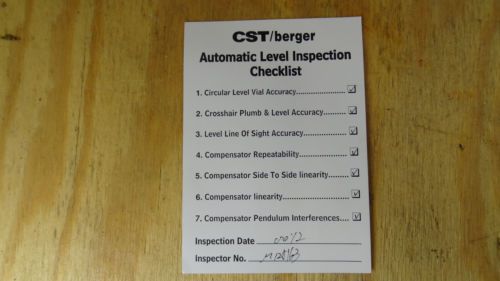 CST/berger
Automatic Level Inspection
Checklist
1. Circular Level Vial Accuracy...................... ☑
2. Crosshair Plumb & Level Accuracy.......... ☑
3. Level Line Of Sight Accuracy................... ☑
4. Compensator Repeatability..................... ☑
5. Compensator Side To Side linearity......... ☑
6. Compensator linearity............................ ☑
7. Compensator Pendulum Interferences.... ☑
Inspection Date
Inspector No.